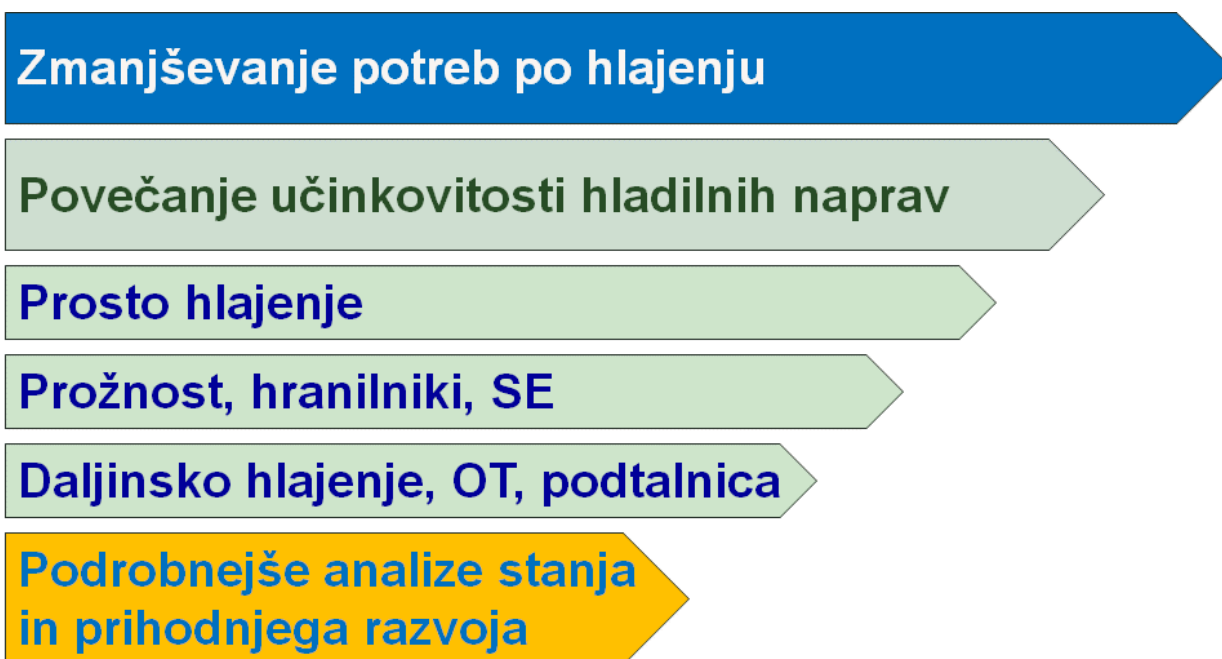 Zmanjševanje potreb po hlajenju
Povečanje učinkovitosti hladilnih naprav
Prosto hlajenje
Prožnost, hranilniki, SE
Daljinsko hlajenje, OT, podtalnica
Podrobnejše analize stanja
in prihodnjega razvoja